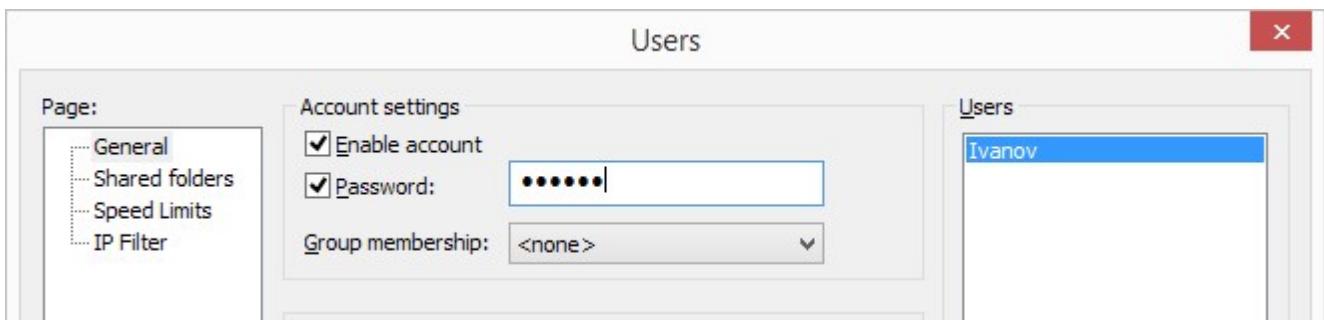 Users
Page:
General
Shared folders
Speed Limits
IP Filter
Account settings
Enable account
Password: ••••••
Group membership: <none>
Users
Ivanov